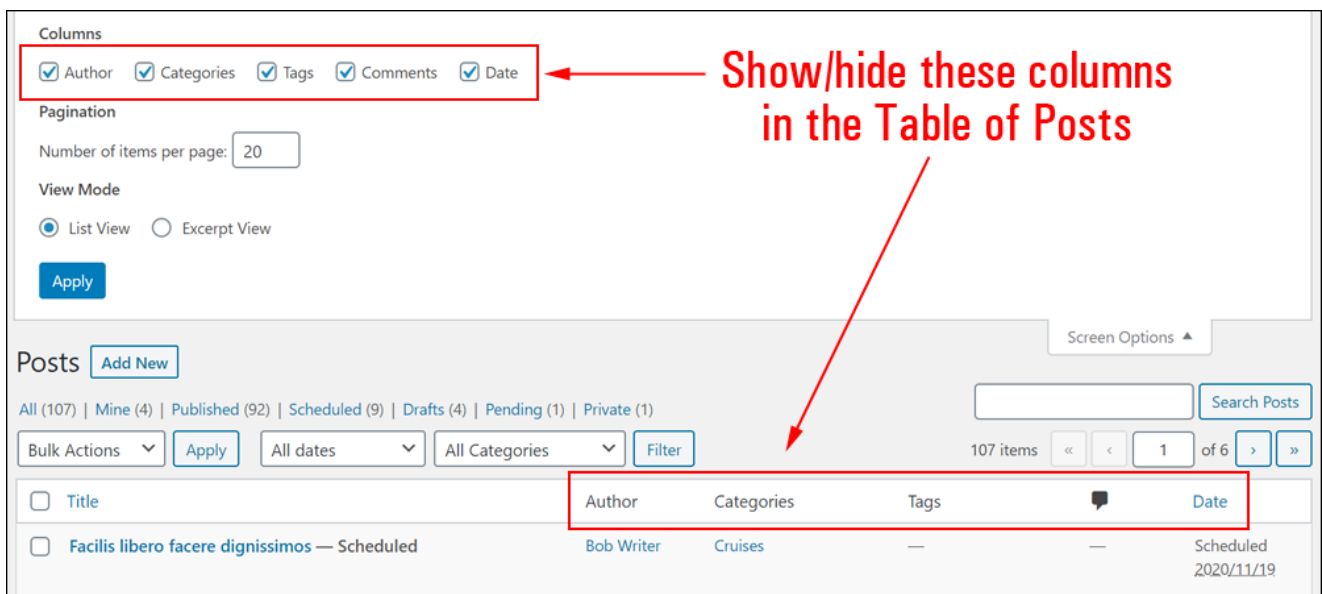 Columns
Author Categories Tags Comments Date
Show/hide these columns
in the Table of Posts
Pagination
Number of items per page: 20
View Mode
List View Excerpt View
Apply
Screen Options ▲
Posts Add New
All (107) | Mine (4) | Published (92) | Scheduled (9) | Drafts (4) | Pending (1) | Private (1)
Search Posts
Bulk Actions Apply All dates All Categories Filter 107 items « ‹ 1 of 6 › »
Title Author Categories Tags Date
Facilis libero facere dignissimos — Scheduled Bob Writer Cruises — — Scheduled
2020/11/19